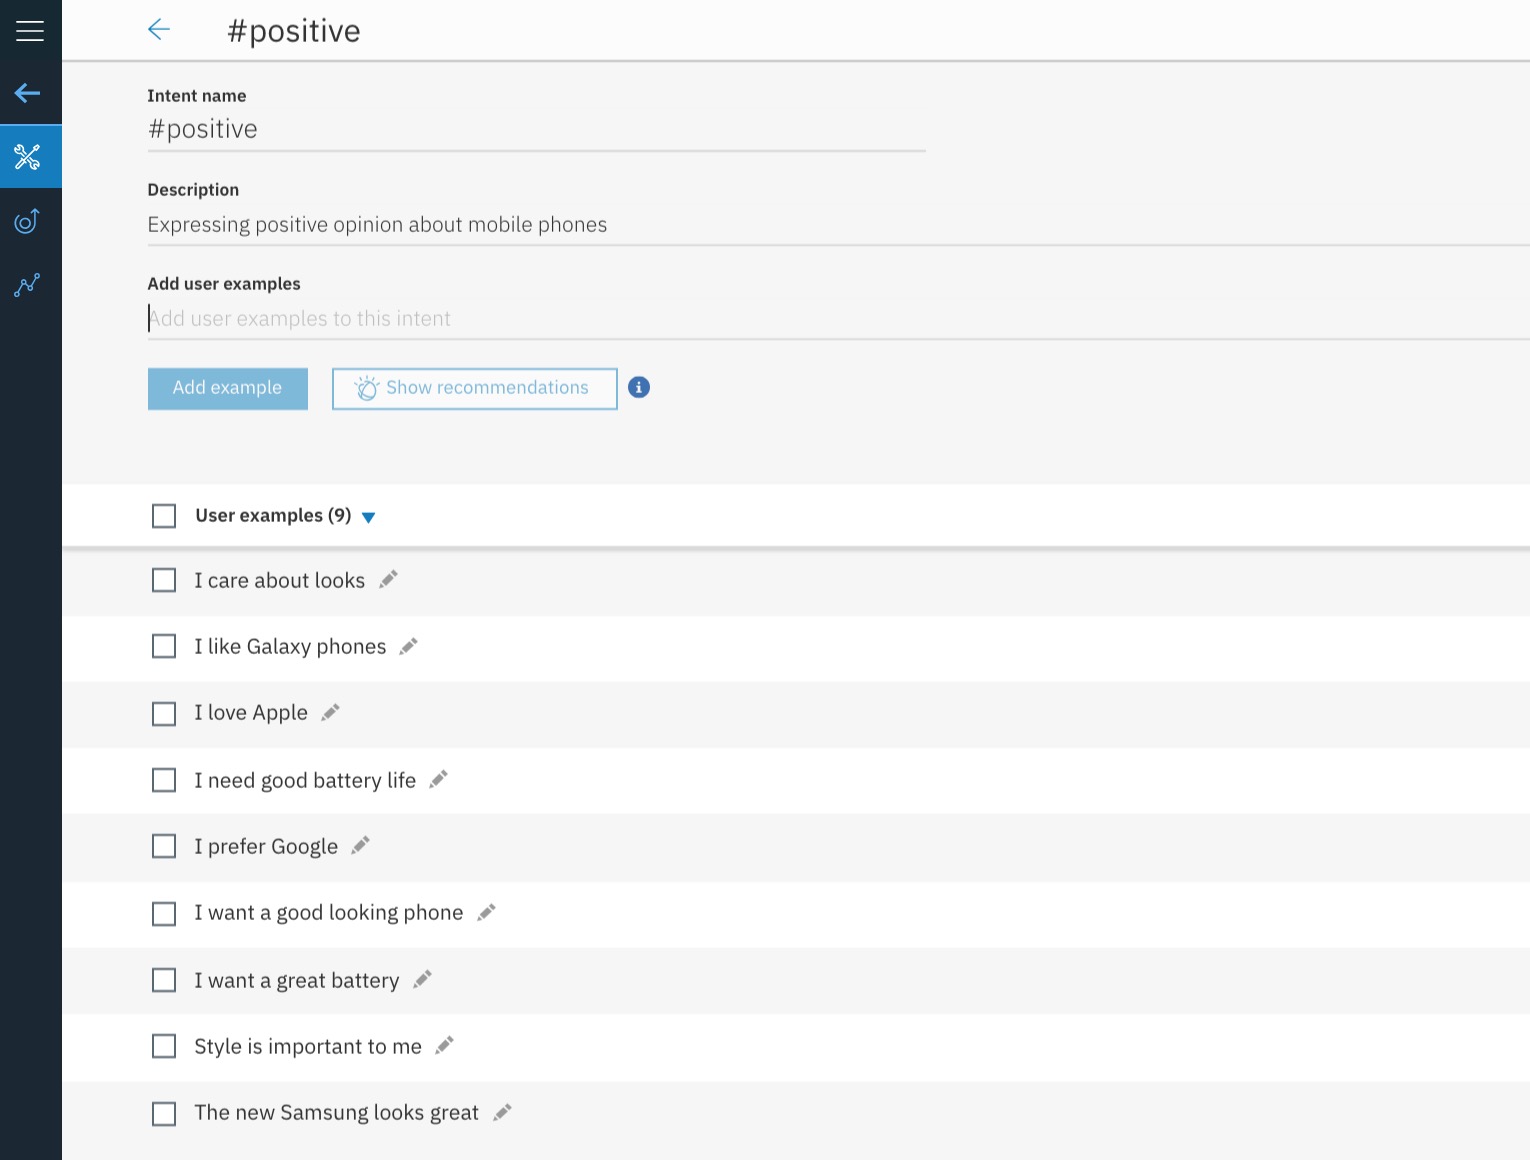 #positive
Intent name
#positive
Description
Expressing positive opinion about mobile phones
Add user examples
Add user examples to this intent
Add example
Show recommendations
User examples (9)
I care about looks
I like Galaxy phones
I love Apple
I need good battery life
I prefer Google
I want a good looking phone
I want a great battery
Style is important to me
The new Samsung looks great